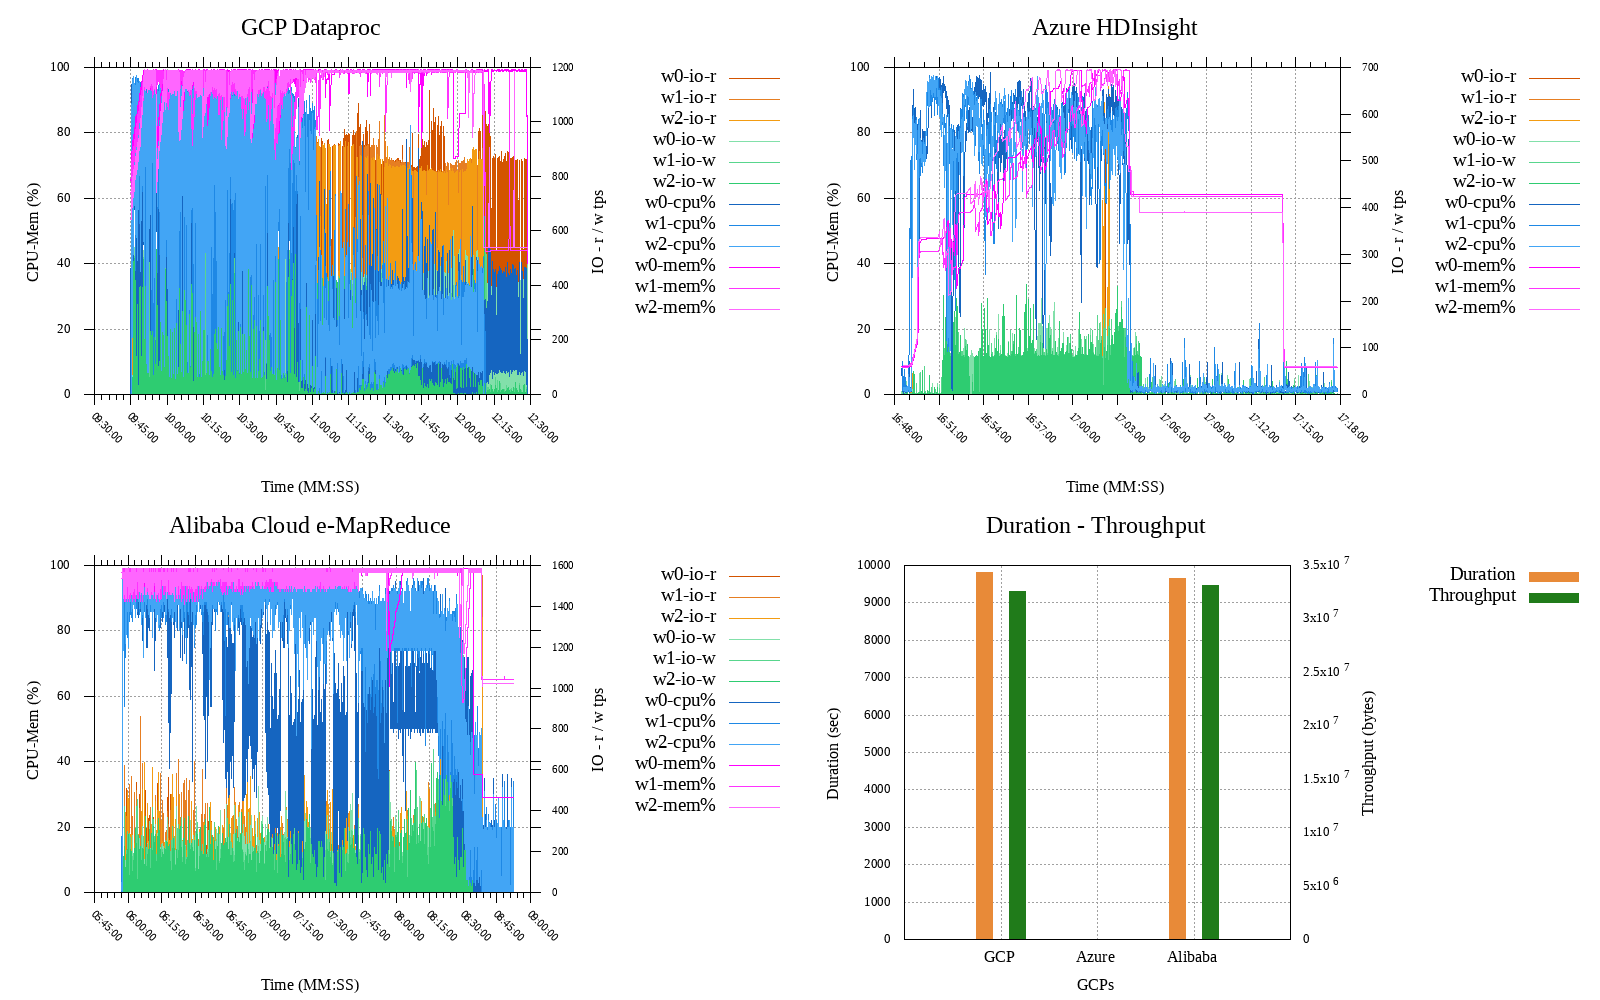 GCP Dataproc
CPU-Mem (%)
100
80
60
40
20
0
1200
1000
800
600
400
200
0
IO - r / w tps
09:30:00
09:45:00
10:00:00
10:15:00
10:30:00
10:45:00
11:00:00
11:15:00
11:30:00
11:45:00
12:00:00
12:15:00
12:30:00
Time (MM:SS)
w0-io-r
w1-io-r
w2-io-r
w0-io-w
w1-io-w
w2-io-w
w0-cpu%
w1-cpu%
w2-cpu%
w0-mem%
w1-mem%
w2-mem%
Azure HDInsight
CPU-Mem (%)
100
80
60
40
20
0
700
600
500
400
300
200
100
0
IO - r / w tps
16:48:00
16:51:00
16:54:00
16:57:00
17:00:00
17:03:00
17:06:00
17:09:00
17:12:00
17:15:00
17:18:00
Time (MM:SS)
w0-io-r
w1-io-r
w2-io-r
w0-io-w
w1-io-w
w2-io-w
w0-cpu%
w1-cpu%
w2-cpu%
w0-mem%
w1-mem%
w2-mem%
Alibaba Cloud e-MapReduce
CPU-Mem (%)
100
80
60
40
20
0
1600
1400
1200
1000
800
600
400
200
0
IO - r / w tps
05:45:00
06:00:00
06:15:00
06:30:00
06:45:00
07:00:00
07:15:00
07:30:00
07:45:00
08:00:00
08:15:00
08:30:00
08:45:00
09:00:00
Time (MM:SS)
w0-io-r
w1-io-r
w2-io-r
w0-io-w
w1-io-w
w2-io-w
w0-cpu%
w1-cpu%
w2-cpu%
w0-mem%
w1-mem%
w2-mem%
Duration - Throughput
Duration (sec)
10000
9000
8000
7000
6000
5000
4000
3000
2000
1000
0
3.5x10 7
3x10 7
2.5x10 7
2x10 7
1.5x10 7
1x10 7
5x10 6
0
Throughput (bytes)
GCP
Azure
Alibaba
GCPs
Duration
Throughput